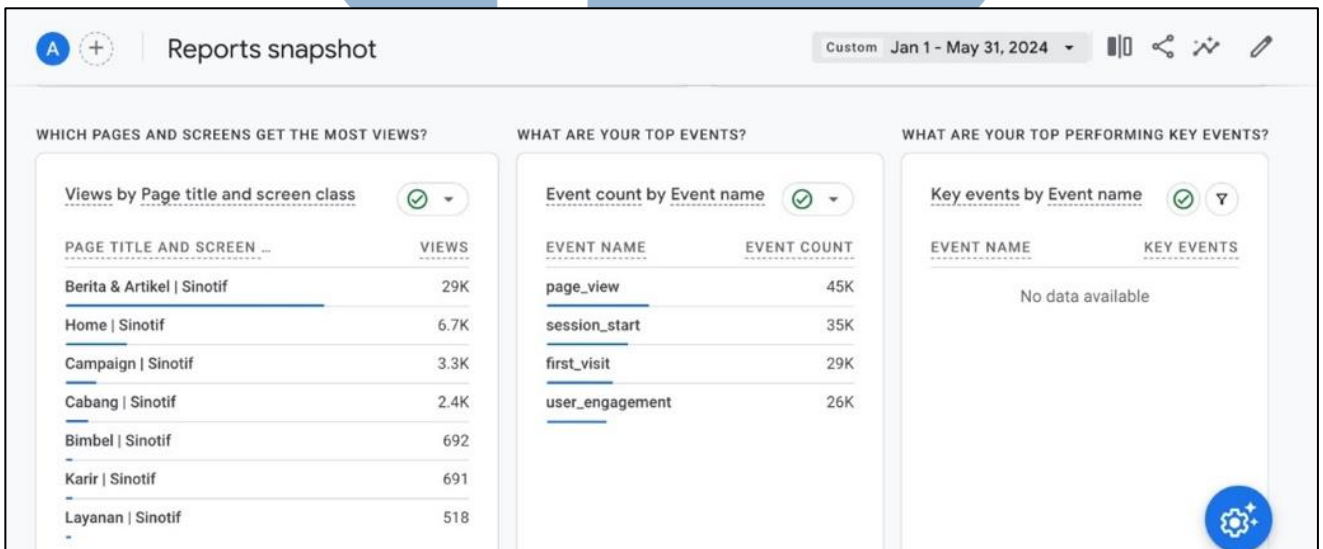 A
Reports snapshot
Custom Jan 1 - May 31, 2024
WHICH PAGES AND SCREENS GET THE MOST VIEWS?
Views by Page title and screen class
PAGE TITLE AND SCREEN ... VIEWS
Berita & Artikel | Sinotif 29K
Home | Sinotif 6.7K
Campaign | Sinotif 3.3K
Cabang | Sinotif 2.4K
Bimbel | Sinotif 692
Karir | Sinotif 691
Layanan | Sinotif 518
WHAT ARE YOUR TOP EVENTS?
Event count by Event name
EVENT NAME EVENT COUNT
page_view 45K
session_start 35K
first_visit 29K
user_engagement 26K
WHAT ARE YOUR TOP PERFORMING KEY EVENTS?
Key events by Event name
EVENT NAME KEY EVENTS
No data available